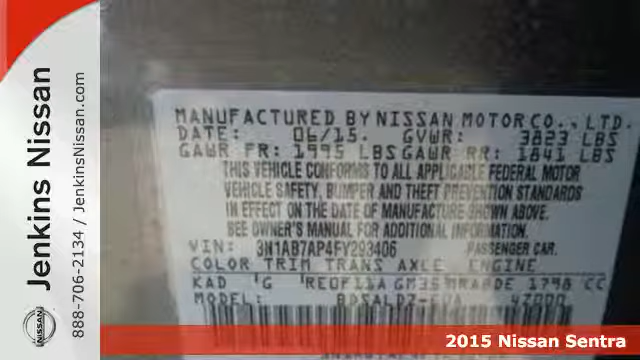 Jenkins Nissan
888-706-2134 / JenkinsNissan.com
NISSAN
MANUFACTURED BY NISSAN MOTOR CO., LTD.
DATE: 06/15. GVWR: 3823 LBS
GAWR FR: 1995 LBS GAWR RR: 1841 LBS
THIS VEHICLE CONFORMS TO ALL APPLICABLE FEDERAL MOTOR
VEHICLE SAFETY, BUMPER AND THEFT PREVENTION STANDARDS
IN EFFECT ON THE DATE OF MANUFACTURE SHOWN ABOVE.
SEE OWNER'S MANUAL FOR ADDITIONAL INFORMATION.
VIN: 3N1AB7AP4FY293406 PASSENGER CAR.
COLOR TRIM TRANS AXLE ENGINE
KAD G RE0F11A GM35 MRA8DE 1798 CC
MODEL:
2015 Nissan Sentra